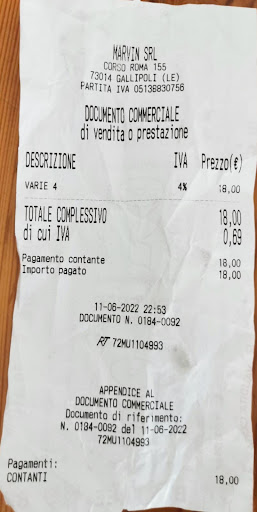 MARVIN SRL
CORSO ROMA 155
73014 GALLIPOLI (LE)
PARTITA IVA 05138830756
DOCUMENTO COMMERCIALE
di vendita o prestazione
DESCRIZIONE IVA Prezzo(€)
VARIE 4 4% 18,00
TOTALE COMPLESSIVO 18,00
di cui IVA 0,69
Pagamento contante 18,00
Importo pagato 18,00
11-06-2022 22:53
DOCUMENTO N. 0184-0092
RT 72MU1104993
APPENDICE AL
DOCUMENTO COMMERCIALE
Documento di riferimento:
N. 0184-0092 del 11-06-2022
72MU1104993
Pagamenti:
CONTANTI 18,00